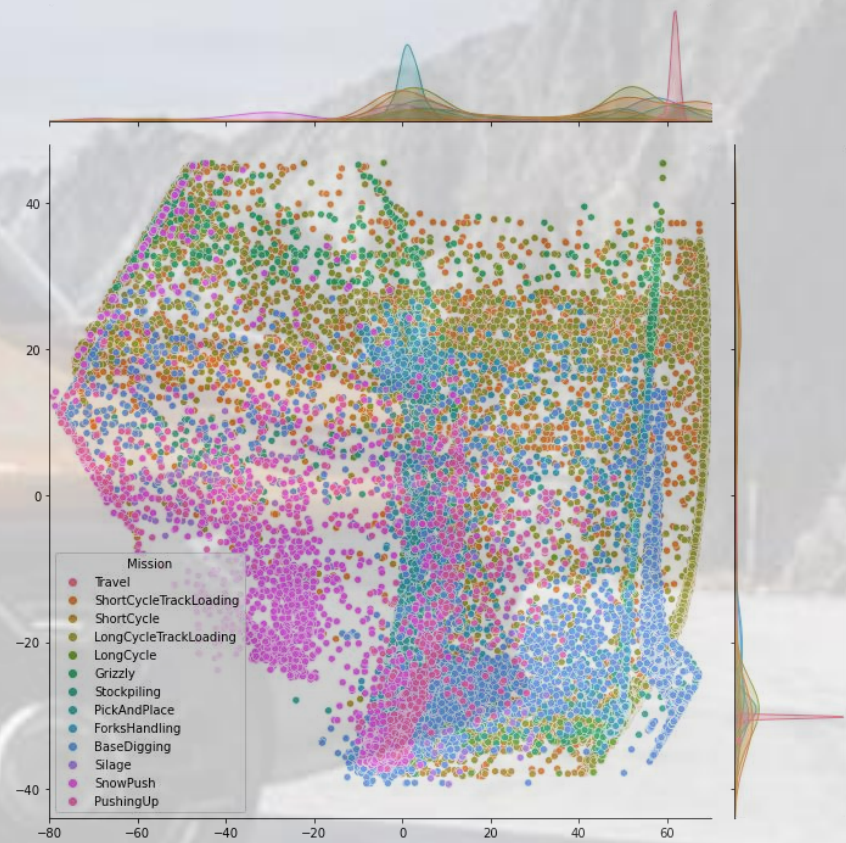 40
20
0
−20
−40
Mission
Travel
ShortCycleTrackLoading
ShortCycle
LongCycleTrackLoading
LongCycle
Grizzly
Stockpiling
PickAndPlace
ForksHandling
BaseDigging
Silage
SnowPush
PushingUp
−80 −60 −40 −20 0 20 40 60